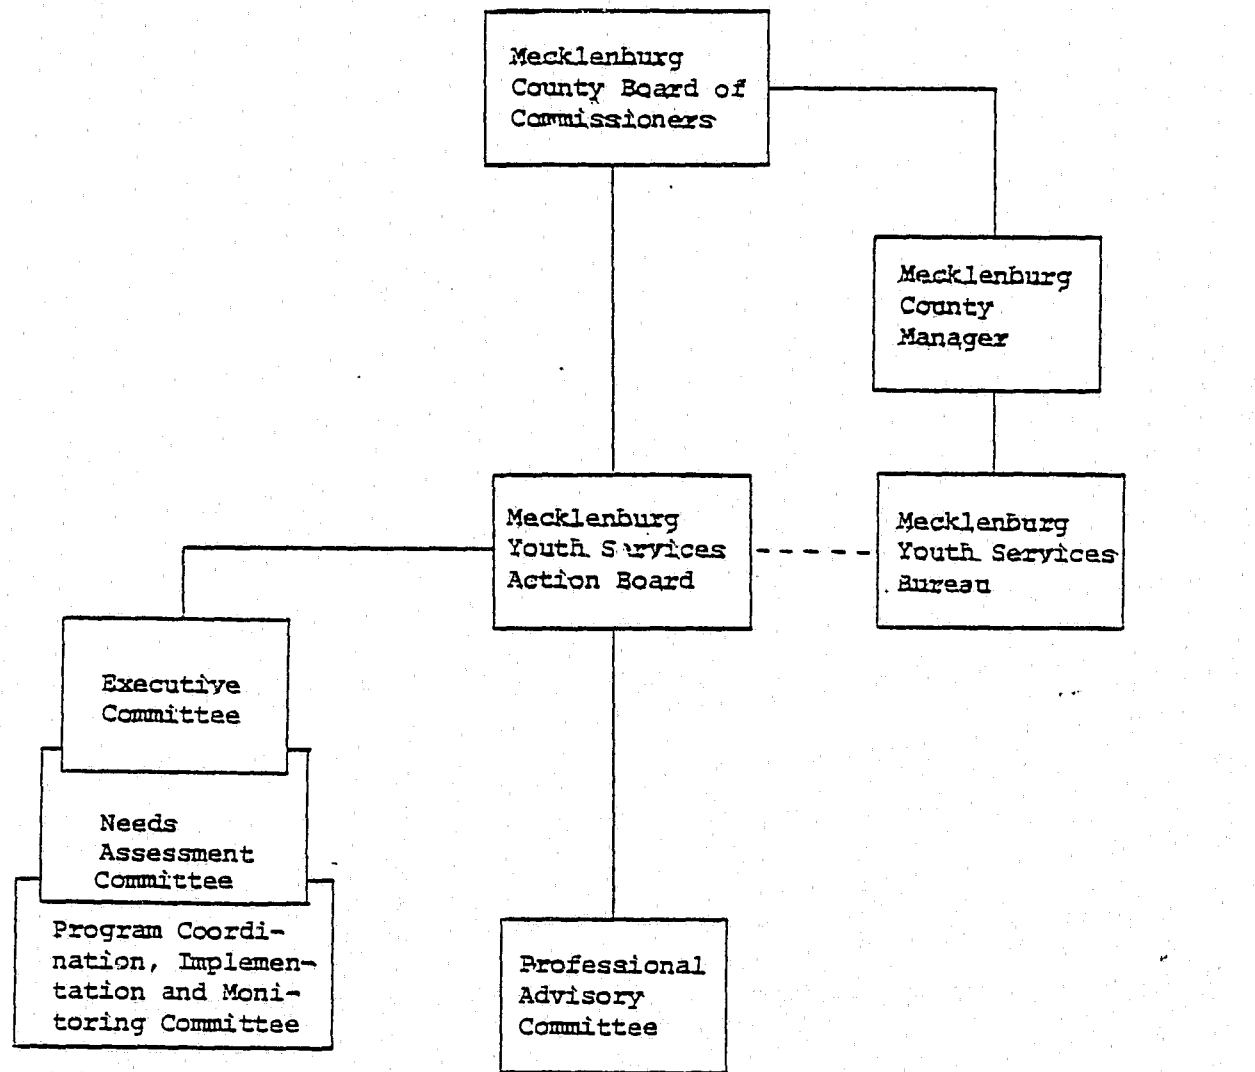 Mecklenburg
County Board of
Commissioners
Mecklenburg
County
Manager
Mecklenburg
Youth Services
Action Board
Mecklenburg
Youth Services
Bureau
Executive
Committee
Needs
Assessment
Committee
Program Coordi-
nation, Implemen-
tation and Moni-
toring Committee
Professional
Advisory
Committee